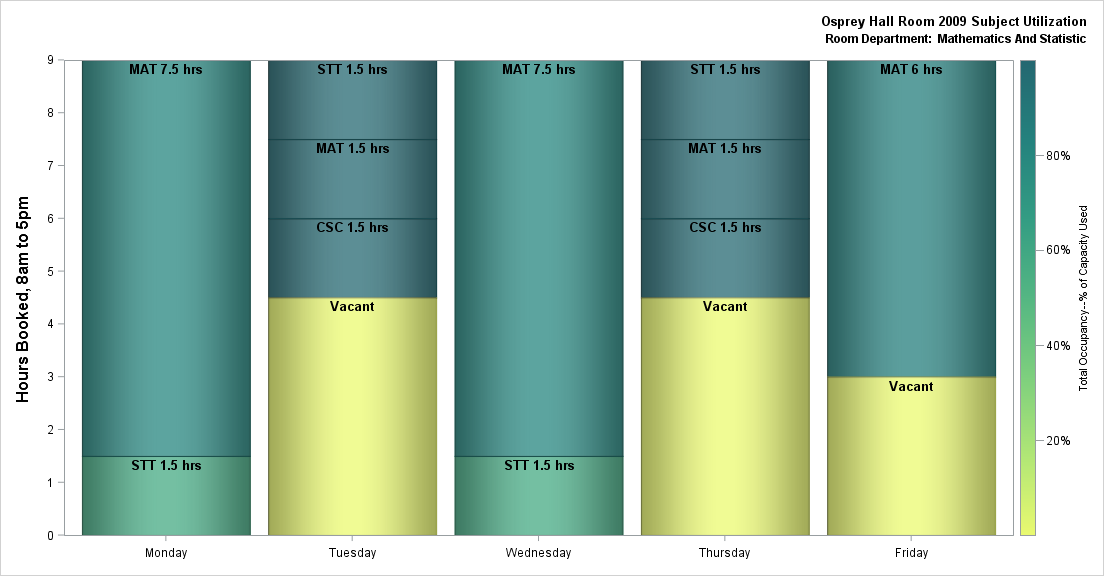 Osprey Hall Room 2009 Subject Utilization
Room Department: Mathematics And Statistic
Hours Booked, 8am to 5pm
9
8
7
6
5
4
3
2
1
0
MAT 7.5 hrs
STT 1.5 hrs
STT 1.5 hrs
MAT 1.5 hrs
CSC 1.5 hrs
Vacant
MAT 7.5 hrs
STT 1.5 hrs
STT 1.5 hrs
MAT 1.5 hrs
CSC 1.5 hrs
Vacant
MAT 6 hrs
Vacant
Monday
Tuesday
Wednesday
Thursday
Friday
80%
60%
40%
20%
Total Occupancy--% of Capacity Used